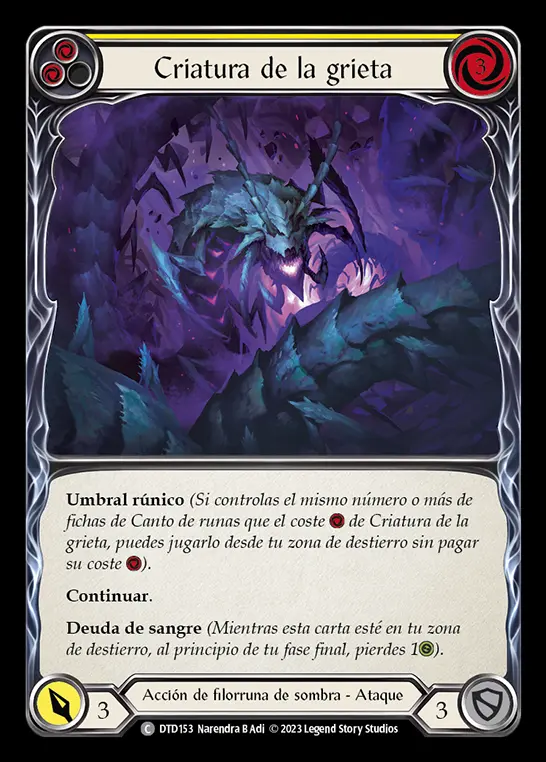 Criatura de la grieta
3
Umbral rúnico (Si controlas el mismo número o más de
fichas de Canto de runas que el coste de Criatura de la
grieta, puedes jugarlo desde tu zona de destierro sin pagar
su coste ).
Continuar.
Deuda de sangre (Mientras esta carta esté en tu zona
de destierro, al principio de tu fase final, pierdes 1 ).
3
Acción de filorruna de sombra - Ataque
3
C DTD153 Narendra B Adi © 2023 Legend Story Studios